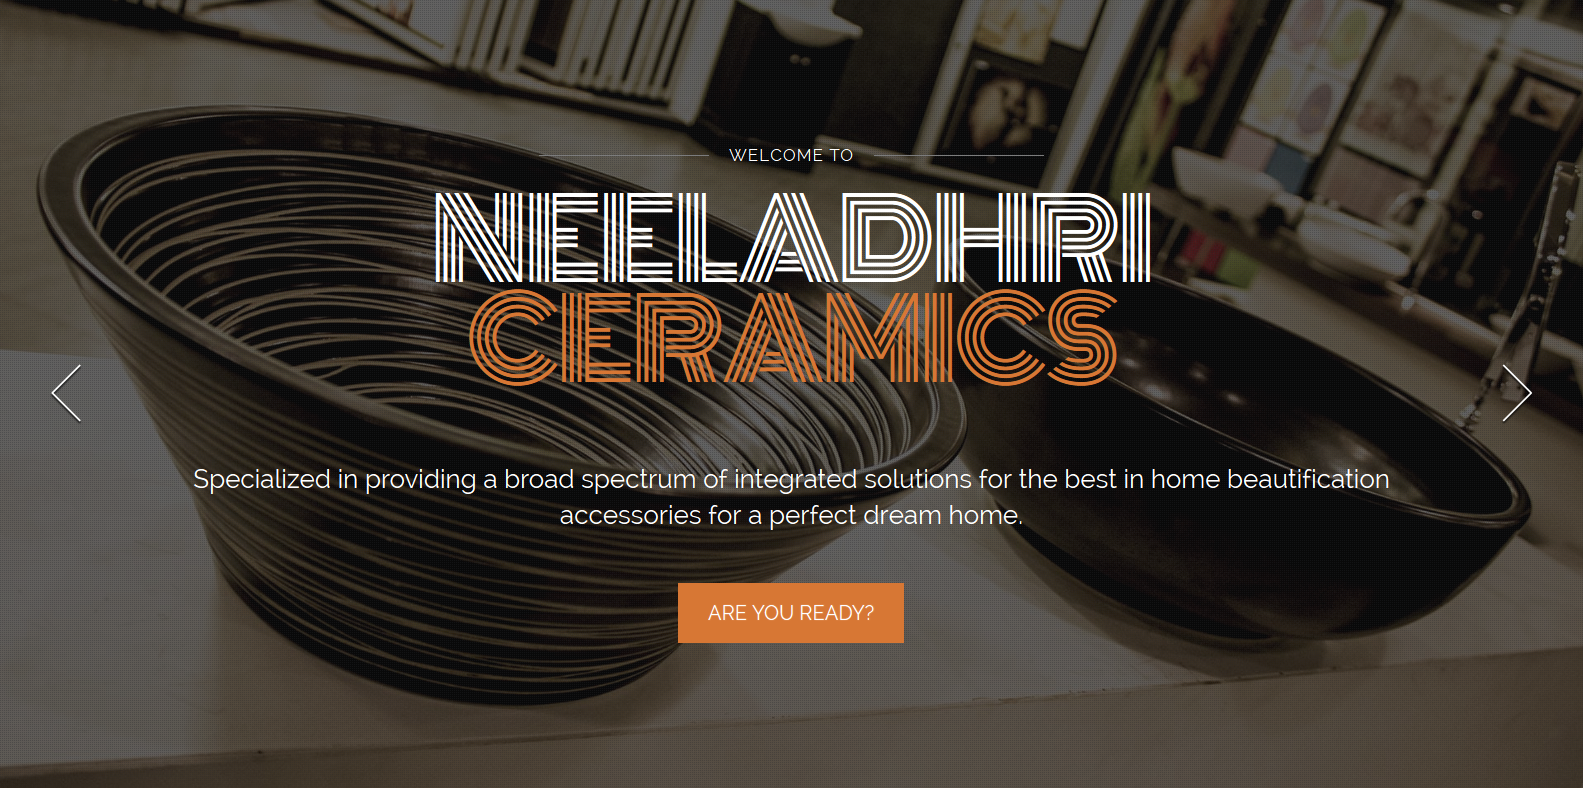 WELCOME TO
NEELADHRI
CERAMICS
Specialized in providing a broad spectrum of integrated solutions for the best in home beautification
accessories for a perfect dream home.
ARE YOU READY?